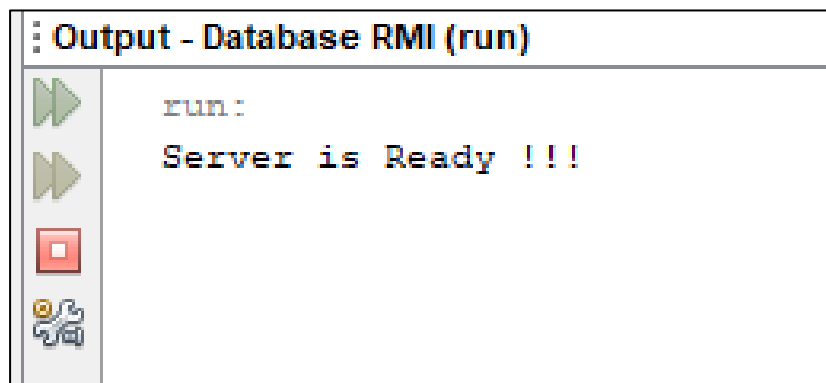 Output - Database RMI (run)
run:
Server is Ready !!!